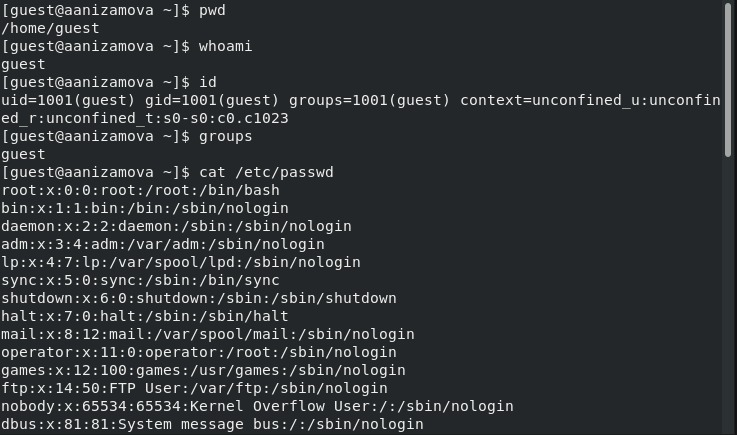 [guest@aanizamova ~]$ pwd
/home/guest
[guest@aanizamova ~]$ whoami
guest
[guest@aanizamova ~]$ id
uid=1001(guest) gid=1001(guest) groups=1001(guest) context=unconfined_u:unconfin
ed_r:unconfined_t:s0-s0:c0.c1023
[guest@aanizamova ~]$ groups
guest
[guest@aanizamova ~]$ cat /etc/passwd
root:x:0:0:root:/root:/bin/bash
bin:x:1:1:bin:/bin:/sbin/nologin
daemon:x:2:2:daemon:/sbin:/sbin/nologin
adm:x:3:4:adm:/var/adm:/sbin/nologin
lp:x:4:7:lp:/var/spool/lpd:/sbin/nologin
sync:x:5:0:sync:/sbin:/bin/sync
shutdown:x:6:0:shutdown:/sbin:/sbin/shutdown
halt:x:7:0:halt:/sbin:/sbin/halt
mail:x:8:12:mail:/var/spool/mail:/sbin/nologin
operator:x:11:0:operator:/root:/sbin/nologin
games:x:12:100:games:/usr/games:/sbin/nologin
ftp:x:14:50:FTP User:/var/ftp:/sbin/nologin
nobody:x:65534:65534:Kernel Overflow User:/:/sbin/nologin
dbus:x:81:81:System message bus:/:/sbin/nologin